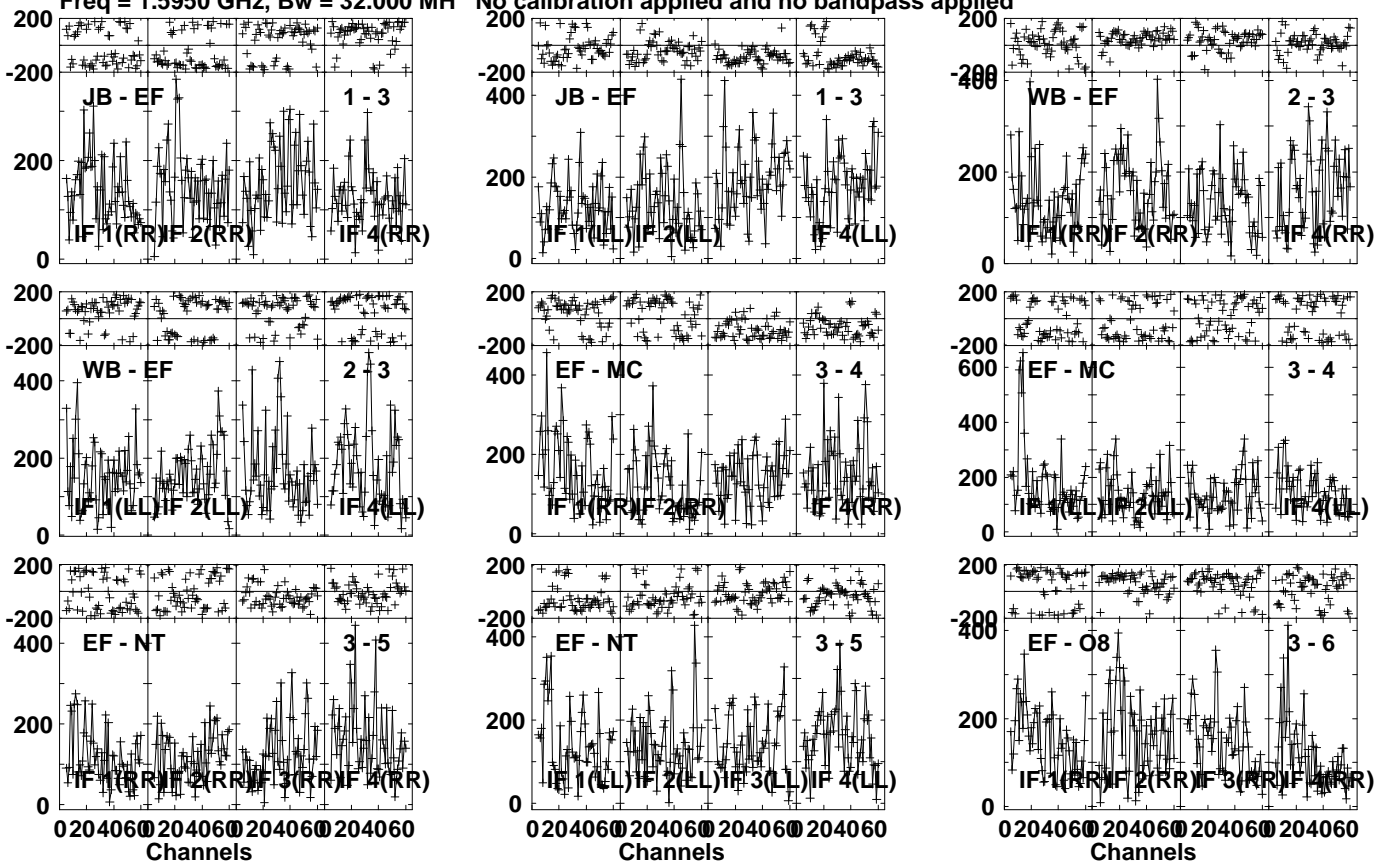 Freq = 1.5950 GHz, Bw = 32.000 MH No calibration applied and no bandpass applied
200
-200
JB - EF 1 - 3
200
0
IF 1(RR) IF 2(RR) IF 4(RR)
200
-200
400
JB - EF 1 - 3
200
0
IF 1(LL) IF 2(LL) IF 4(LL)
200
-200
400
WB - EF 2 - 3
200
0
IF 1(RR) IF 2(RR) IF 4(RR)
200
-200
WB - EF 2 - 3
400
200
0
IF 1(LL) IF 2(LL) IF 4(LL)
200
-200
EF - MC 3 - 4
400
200
0
IF 1(RR) IF 2(RR) IF 4(RR)
200
-200
EF - MC 3 - 4
600
400
200
0
IF 1(LL) IF 2(LL) IF 4(LL)
200
-200
EF - NT 3 - 5
400
200
0
IF 1(RR) IF 2(RR) IF 3(RR) IF 4(RR)
0 20 40 60 0 20 40 60 0 20 40 60 0 20 40 60
Channels
200
-200
EF - NT 3 - 5
400
200
0
IF 1(LL) IF 2(LL) IF 3(LL) IF 4(LL)
0 20 40 60 0 20 40 60 0 20 40 60 0 20 40 60
Channels
200
-200
400
EF - O8 3 - 6
200
0
IF 1(RR) IF 2(RR) IF 3(RR) IF 4(RR)
0 20 40 60 0 20 40 60 0 20 40 60 0 20 40 60
Channels